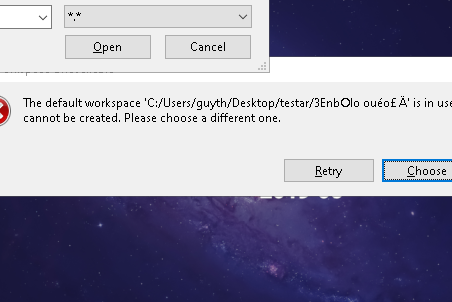 *.*
Open
Cancel
The default workspace 'C:/Users/guyth/Desktop/testar/3EnbOlo ouéo£ Ä' is in use
cannot be created. Please choose a different one.
Retry
Choose